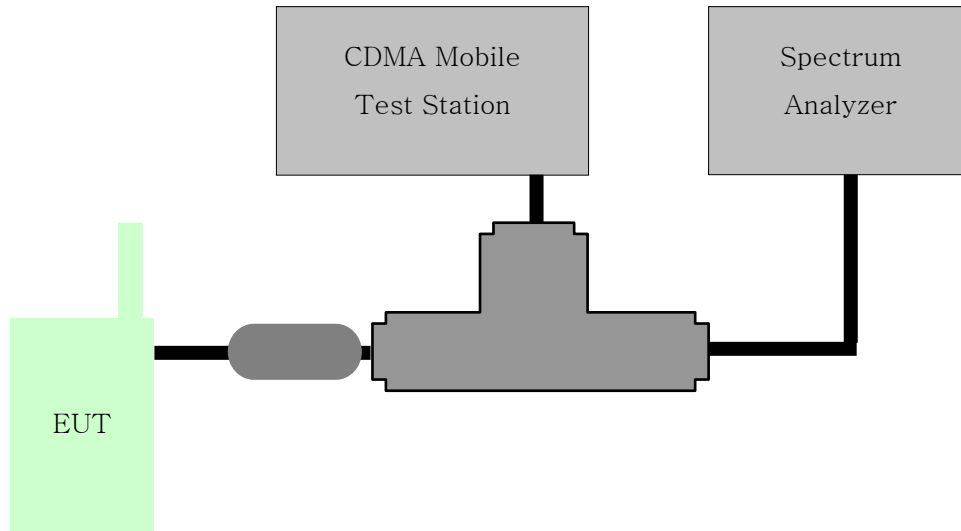 CDMA Mobile
Test Station
Spectrum
Analyzer
EUT